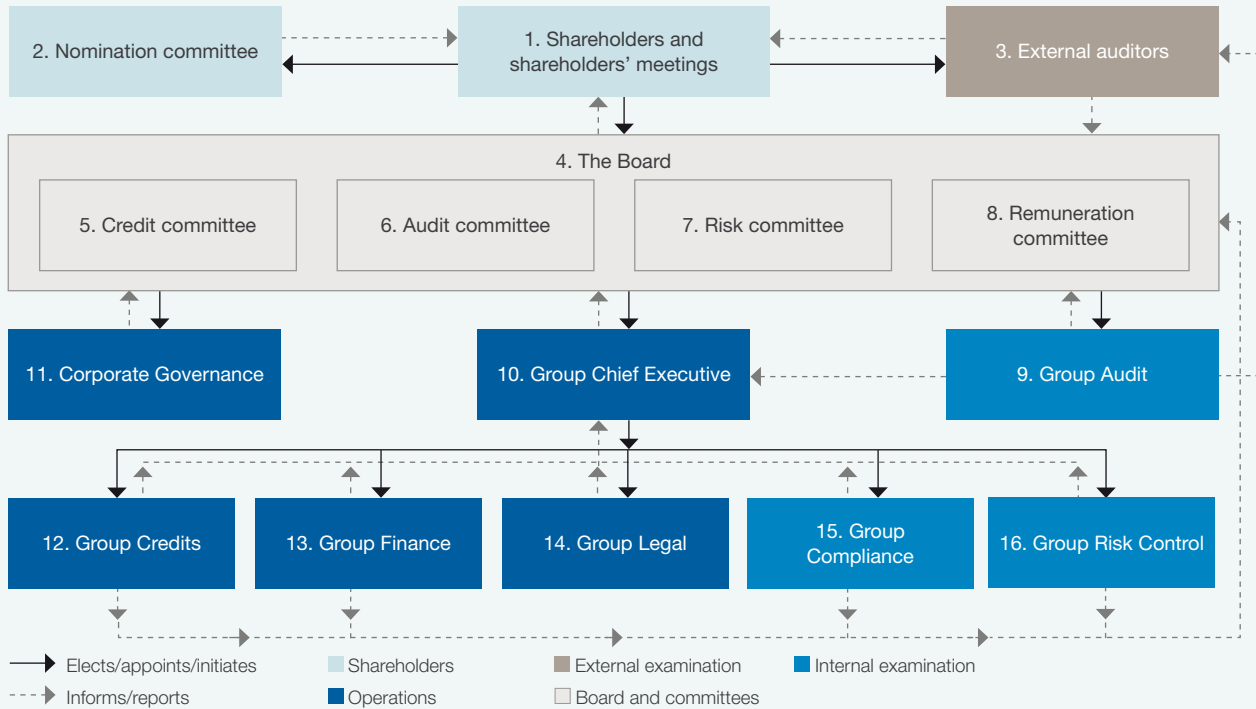 2. Nomination committee
1. Shareholders and
shareholders' meetings
3. External auditors
4. The Board
5. Credit committee
6. Audit committee
7. Risk committee
8. Remuneration
committee
11. Corporate Governance
10. Group Chief Executive
9. Group Audit
12. Group Credits
13. Group Finance
14. Group Legal
15. Group
Compliance
16. Group Risk Control
Elects/appoints/initiates
Shareholders
External examination
Internal examination
Informs/reports
Operations
Board and committees